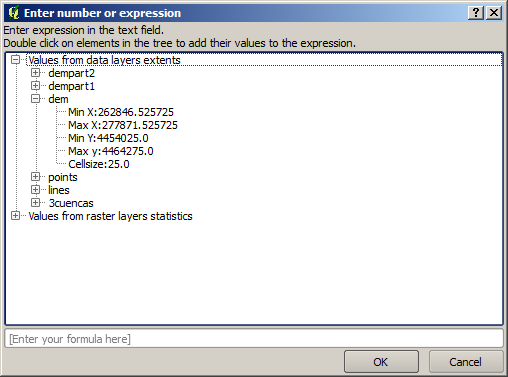 Enter number or expression
Enter expression in the text field.
Double click on elements in the tree to add their values to the expression.
Values from data layers extents
dempart2
dempart1
dem
Min X:262846.525725
Max X:277871.525725
Min Y:4454025.0
Max y:4464275.0
Cellsize:25.0
points
lines
3cuencas
Values from raster layers statistics
[Enter your formula here]
OK
Cancel